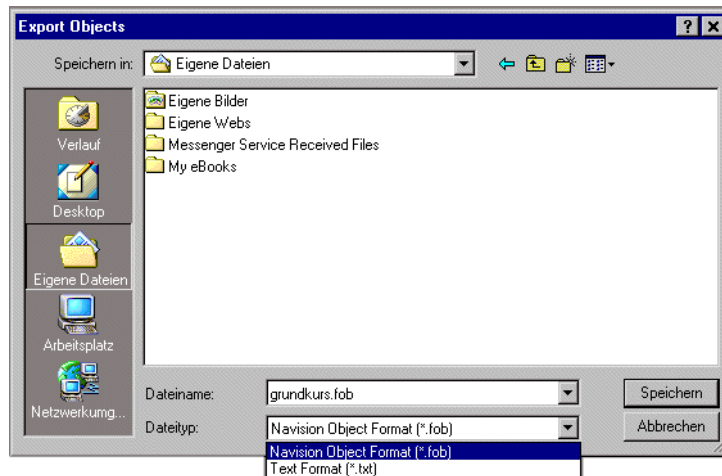 Export Objects
Speichern in: Eigene Dateien
Verlauf
Desktop
Eigene Dateien
Arbeitsplatz
Netzwerkumg...
Eigene Bilder
Eigene Webs
Messenger Service Received Files
My eBooks
Dateiname: grundkurs.fob Speichern
Dateityp: Navision Object Format (*.fob) Abbrechen
Navision Object Format (*.fob)
Text Format (*.txt)